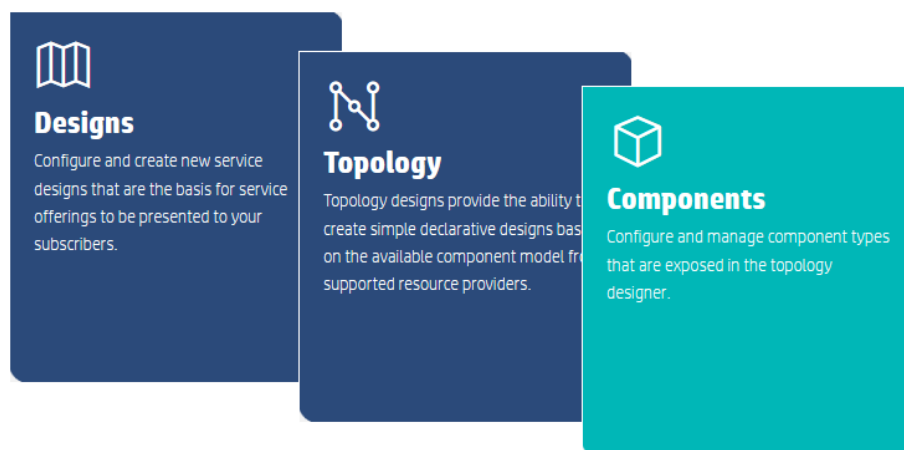 Designs
Configure and create new service
designs that are the basis for service
offerings to be presented to your
subscribers.
Topology
Topology designs provide the ability
create simple declarative designs
on the available component model
supported resource providers.
Components
Configure and manage component types
that are exposed in the topology
designer.